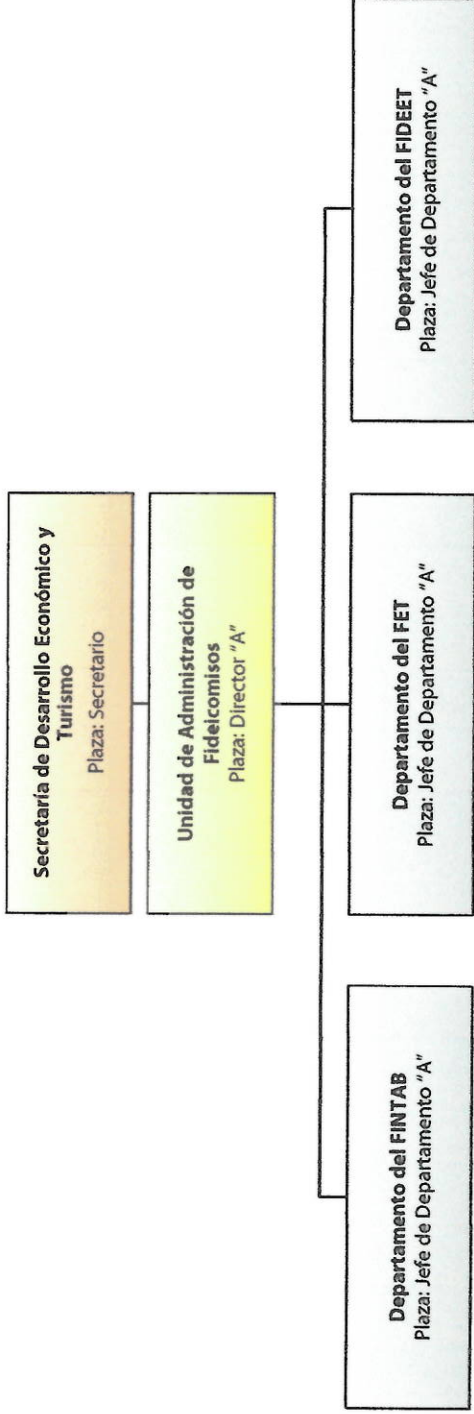 Secretaría de Desarrollo Económico y
Turismo
Plaza: Secretario
Unidad de Administración de
Fideicomisos
Plaza: Director "A"
Departamento del FINTAB
Plaza: Jefe de Departamento "A"
Departamento del FET
Plaza: Jefe de Departamento "A"
Departamento del FIDEET
Plaza: Jefe de Departamento "A"